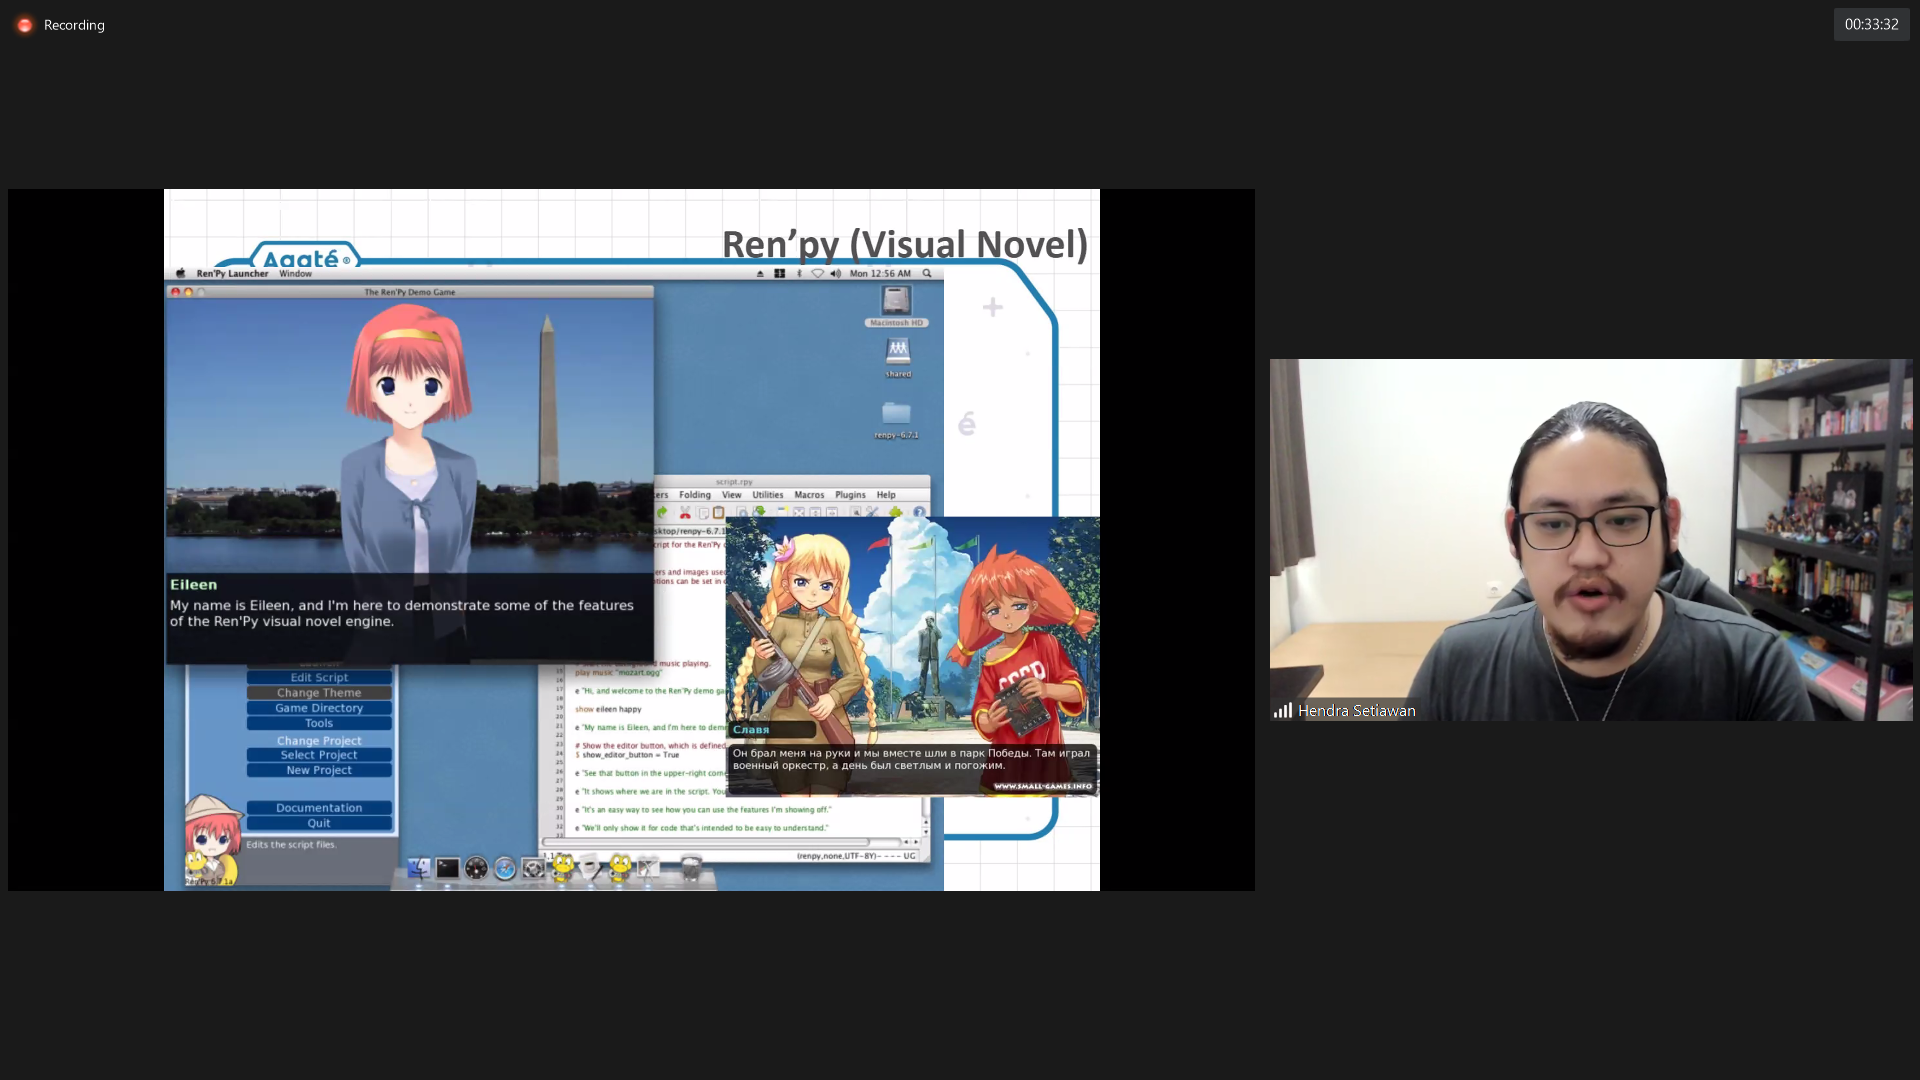 Recording
00:33:32
Ren’py (Visual Novel)
Agaté ®
Ren'Py Launcher Window
Mon 12:56 AM
The Ren'Py Demo Game
Macintosh HD
shared
renpy-6.7.1
é
script.rpy
Folding View Utilities Macros Plugins Help
Eileen
My name is Eileen, and I'm here to demonstrate some of the features
of the Ren'Py visual novel engine.
music playing.
play music "mozart.ogg"
e "Hi, and welcome to the Ren'Py demo
show eileen happy
e "My name is Eileen, and I'm here to
# Show the editor button, which is defined
$ show_editor_button = True
e "See that button in the upper-right
e "It shows where we are in the script. You
e "It's an easy way to see how you can use the features I'm showing off."
e "We'll only show it for code that's intended to be easy to understand."
(renpy,none,UTF-8Y)- - - - UG
Edit Script
Change Theme
Game Directory
Tools
Change Project
Select Project
New Project
Documentation
Quit
Edits the script files.
CCCP
Славя
Он брал меня на руки и мы вместе шли в парк Победы. Там играл
военный оркестр, а день был светлым и погожим.
WWW.SMALL-GAMES.INFO
Hendra Setiawan